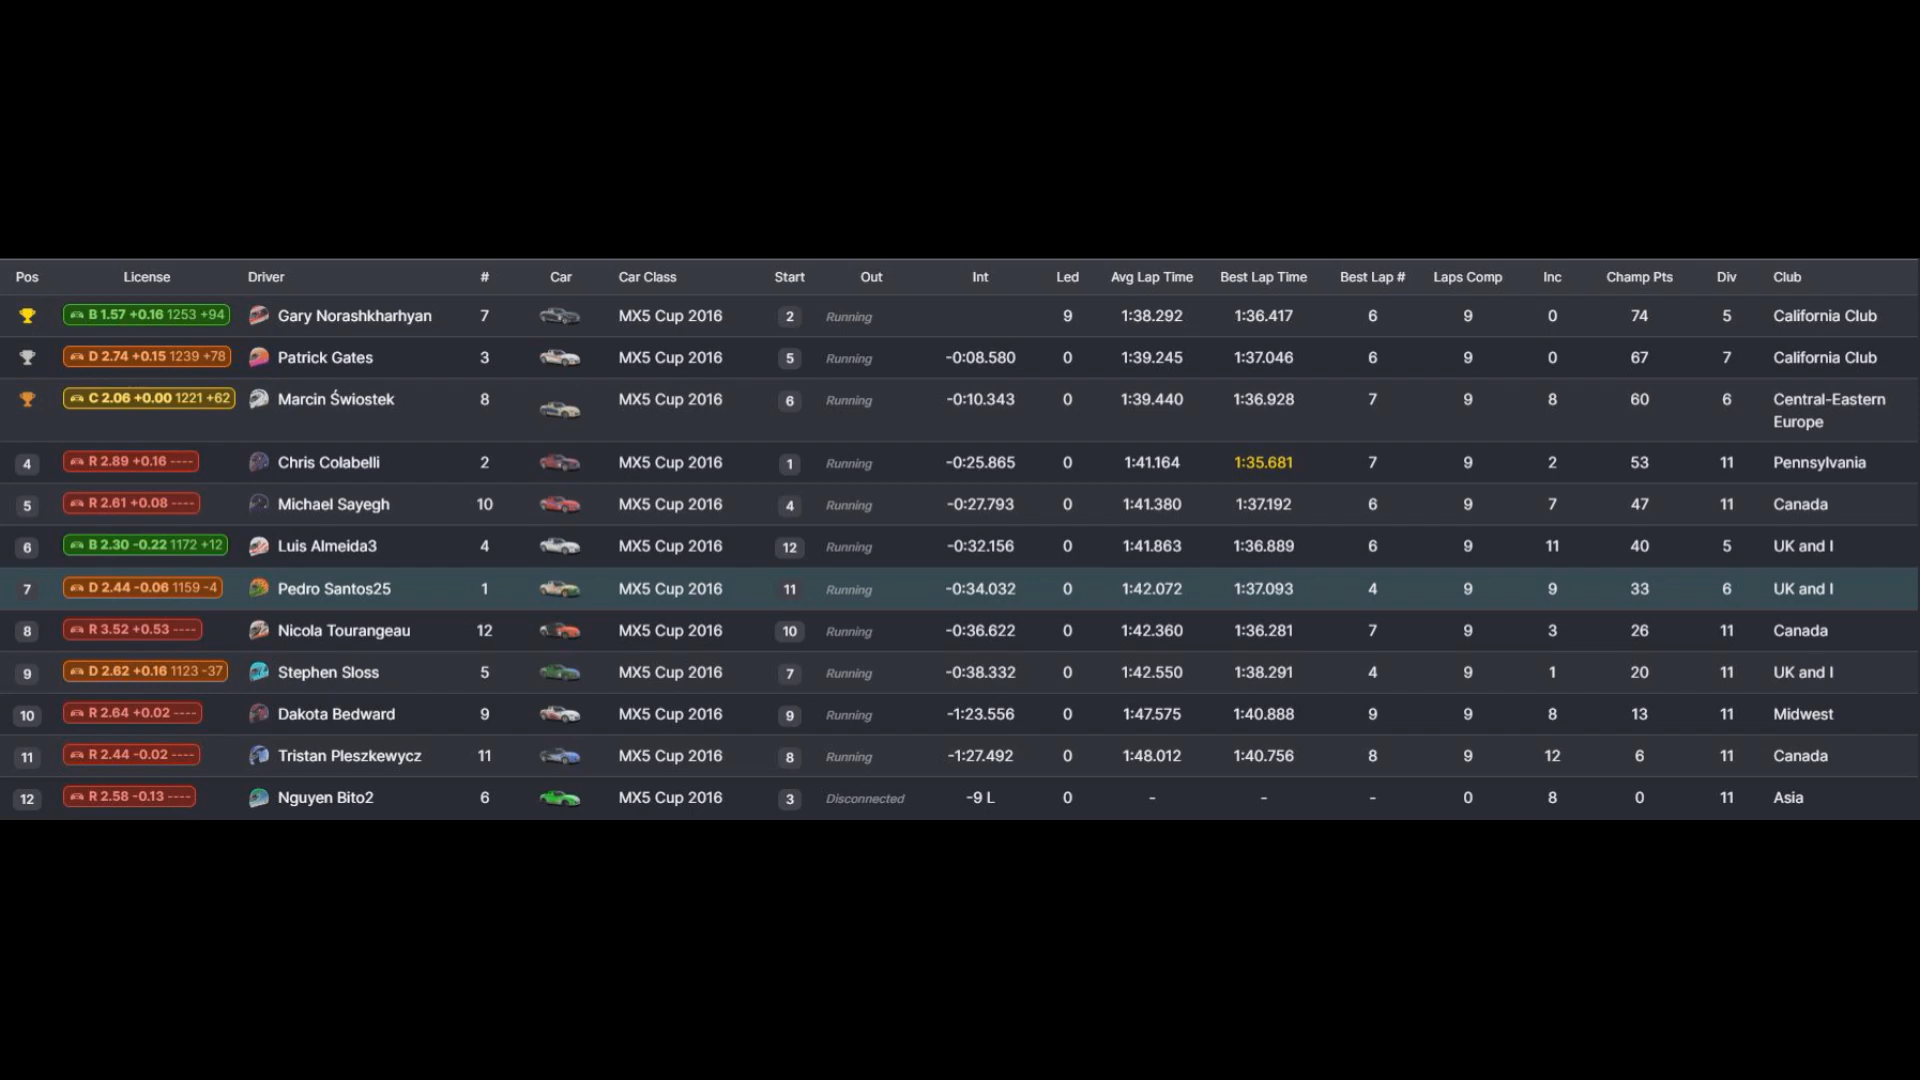 Pos License Driver # Car Car Class Start Out Int Led Avg Lap Time Best Lap Time Best Lap # Laps Comp Inc Champ Pts Div Club
B 1.57 +0.16 1253 +94 Gary Norashkharhyan 7 MX5 Cup 2016 2 Running 9 1:38.292 1:36.417 6 9 0 74 5 California Club
D 2.74 +0.15 1239 +78 Patrick Gates 3 MX5 Cup 2016 5 Running -0:08.580 0 1:39.245 1:37.046 6 9 0 67 7 California Club
C 2.06 +0.00 1221 +62 Marcin Świostek 8 MX5 Cup 2016 6 Running -0:10.343 0 1:39.440 1:36.928 7 9 8 60 6 Central-Eastern
Europe
4 R 2.89 +0.16 ---- Chris Colabelli 2 MX5 Cup 2016 1 Running -0:25.865 0 1:41.164 1:35.681 7 9 2 53 11 Pennsylvania
5 R 2.61 +0.08 ---- Michael Sayegh 10 MX5 Cup 2016 4 Running -0:27.793 0 1:41.380 1:37.192 6 9 7 47 11 Canada
6 B 2.30 -0.22 1172 +12 Luis Almeida3 4 MX5 Cup 2016 12 Running -0:32.156 0 1:41.863 1:36.889 6 9 11 40 5 UK and I
7 D 2.44 -0.06 1159 -4 Pedro Santos25 1 MX5 Cup 2016 11 Running -0:34.032 0 1:42.072 1:37.093 4 9 9 33 6 UK and I
8 R 3.52 +0.53 ---- Nicola Tourangeau 12 MX5 Cup 2016 10 Running -0:36.622 0 1:42.360 1:36.281 7 9 3 26 11 Canada
9 D 2.62 +0.16 1123 -37 Stephen Sloss 5 MX5 Cup 2016 7 Running -0:38.332 0 1:42.550 1:38.291 4 9 1 20 11 UK and I
10 R 2.64 +0.02 ---- Dakota Bedward 9 MX5 Cup 2016 9 Running -1:23.556 0 1:47.575 1:40.888 9 9 8 13 11 Midwest
11 R 2.44 -0.02 ---- Tristan Pleszkewycz 11 MX5 Cup 2016 8 Running -1:27.492 0 1:48.012 1:40.756 8 9 12 6 11 Canada
12 R 2.58 -0.13 ---- Nguyen Bito2 6 MX5 Cup 2016 3 Disconnected -9 L 0 - - - 0 8 0 11 Asia